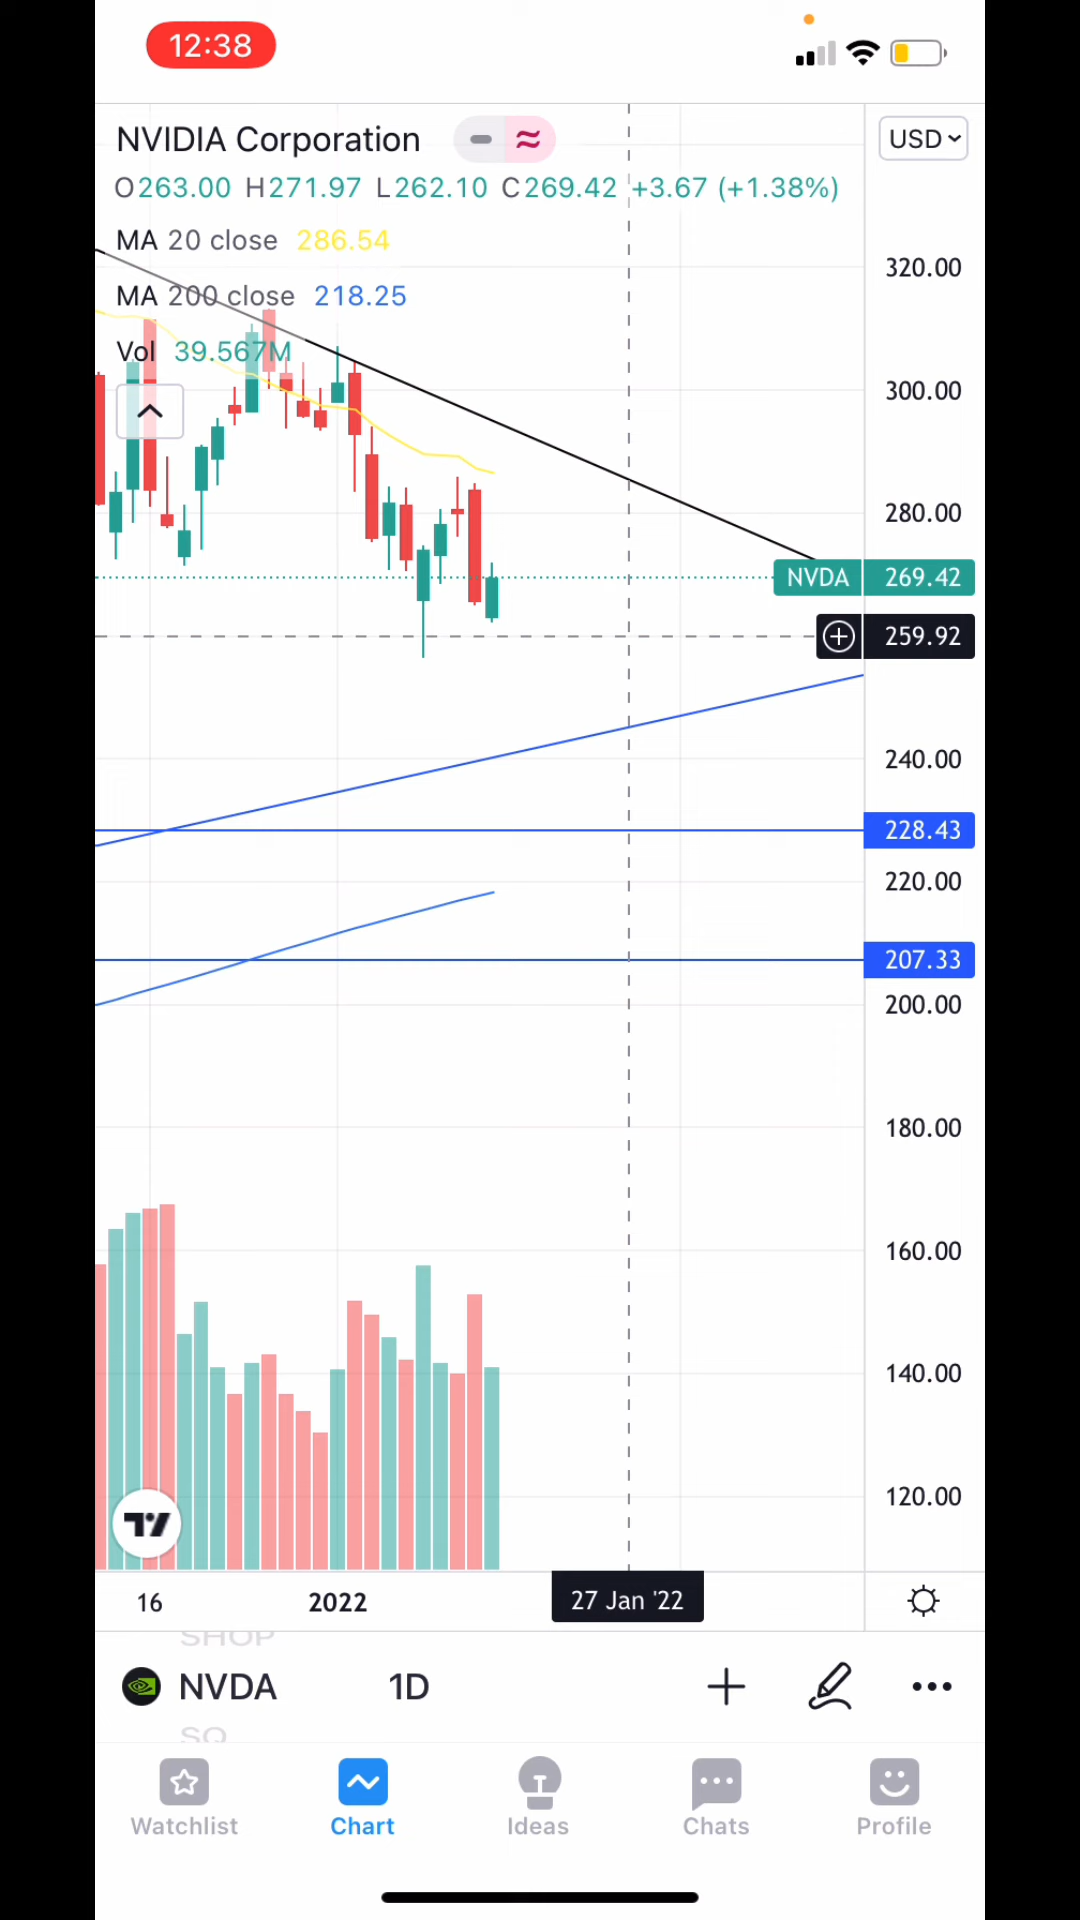 12:38
NVIDIA Corporation
USD
O263.00 H271.97 L262.10 C269.42 +3.67 (+1.38%)
MA 20 close 286.54
MA 200 close 218.25
Vol 39.567M
320.00
300.00
280.00
NVDA 269.42
259.92
240.00
228.43
220.00
207.33
200.00
180.00
160.00
140.00
120.00
16 2022 27 Jan '22
SHOP
NVDA 1D
SQ
Watchlist Chart Ideas Chats Profile